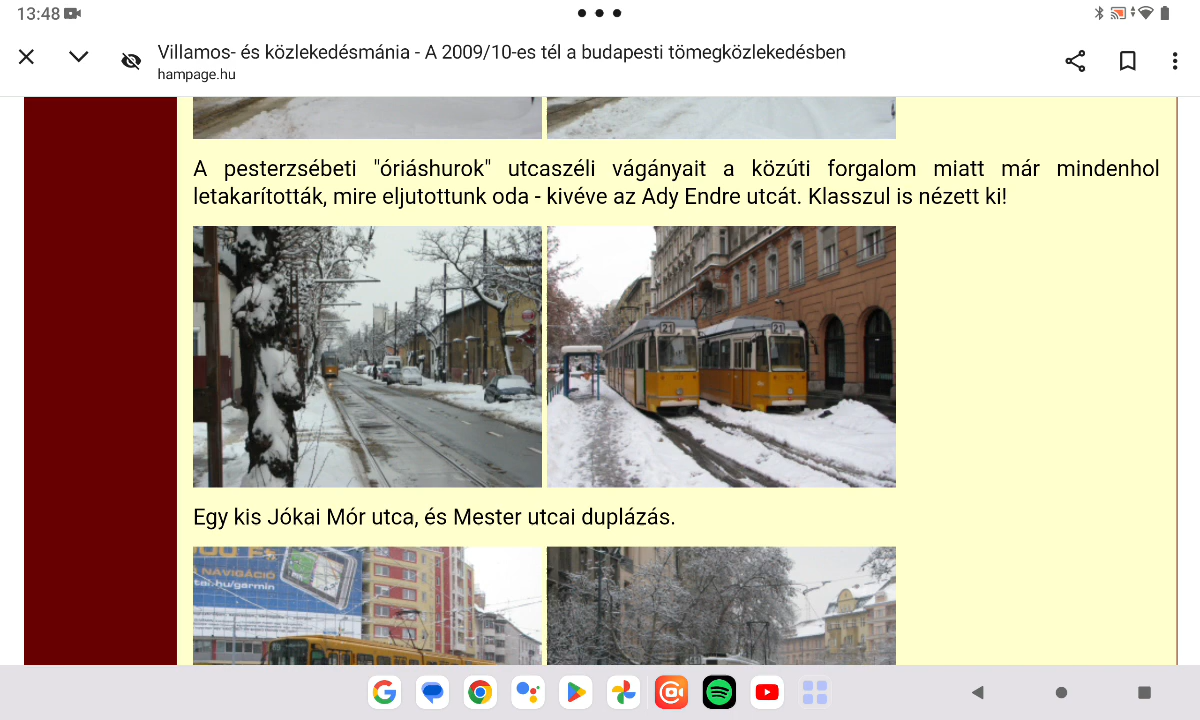 13:48
Villamos- és közlekedésmánia - A 2009/10-es tél a budapesti tömegközlekedésben
hampage.hu
A pesterzsébeti "óriáshurok" utcaszéli vágányait a közúti forgalom miatt már mindenhol
letakarították, mire eljutottunk oda - kivéve az Ady Endre utcát. Klasszul is nézett ki!
21
21
Egy kis Jókai Mór utca, és Mester utcai duplázás.
NAVIGÁCIÓ
hu/garmin